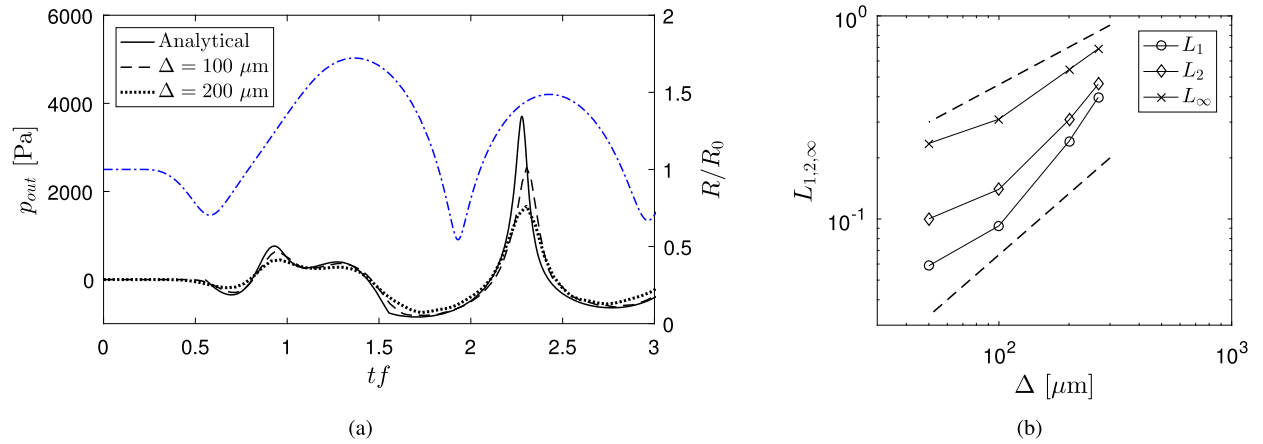 6000
4000
2000
0
p_out [Pa]
Analytical
Δ = 100 μm
Δ = 200 μm
2
1.5
1
0.5
0
R/R_0
0 0.5 1 1.5 2 2.5 3
tf
(a)
10^0
10^-1
L_1,2,∞
L_1
L_2
L_∞
10^2 10^3
Δ [μm]
(b)